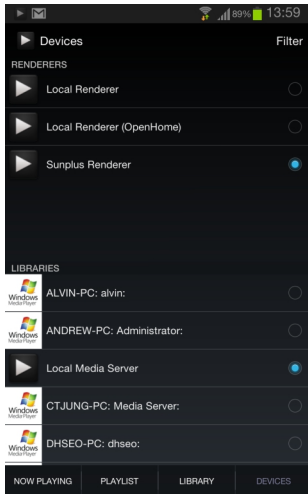 89% 13:59
Devices Filter
RENDERERS
Local Renderer
Local Renderer (OpenHome)
Sunplus Renderer
LIBRARIES
Windows
Media Player
ALVIN-PC: alvin:
Windows
Media Player
ANDREW-PC: Administrator:
Local Media Server
Windows
Media Player
CTJUNG-PC: Media Server:
Windows
Media Player
DHSEO-PC: dhseo:
NOW PLAYING PLAYLIST LIBRARY DEVICES